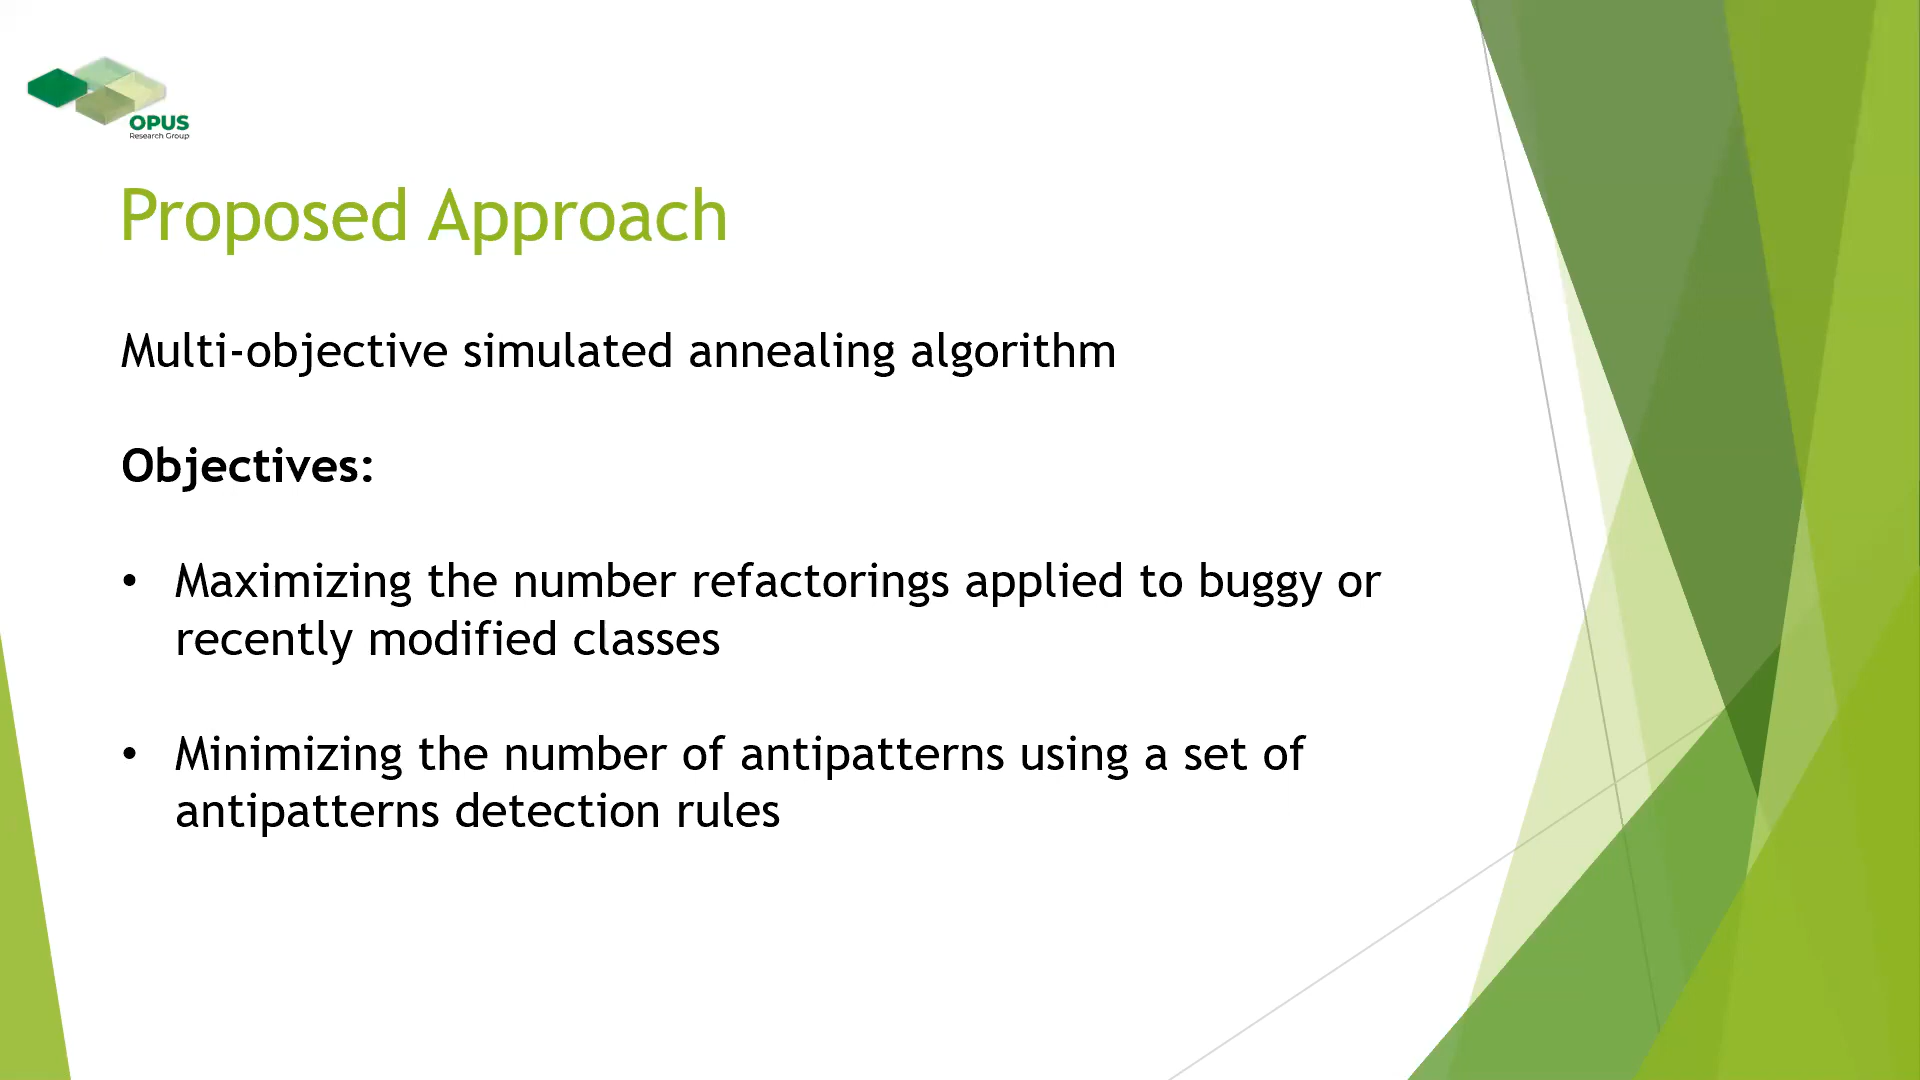 OPUS
Research Group
Proposed Approach
Multi-objective simulated annealing algorithm
Objectives:
• Maximizing the number refactorings applied to buggy or
recently modified classes
• Minimizing the number of antipatterns using a set of
antipatterns detection rules